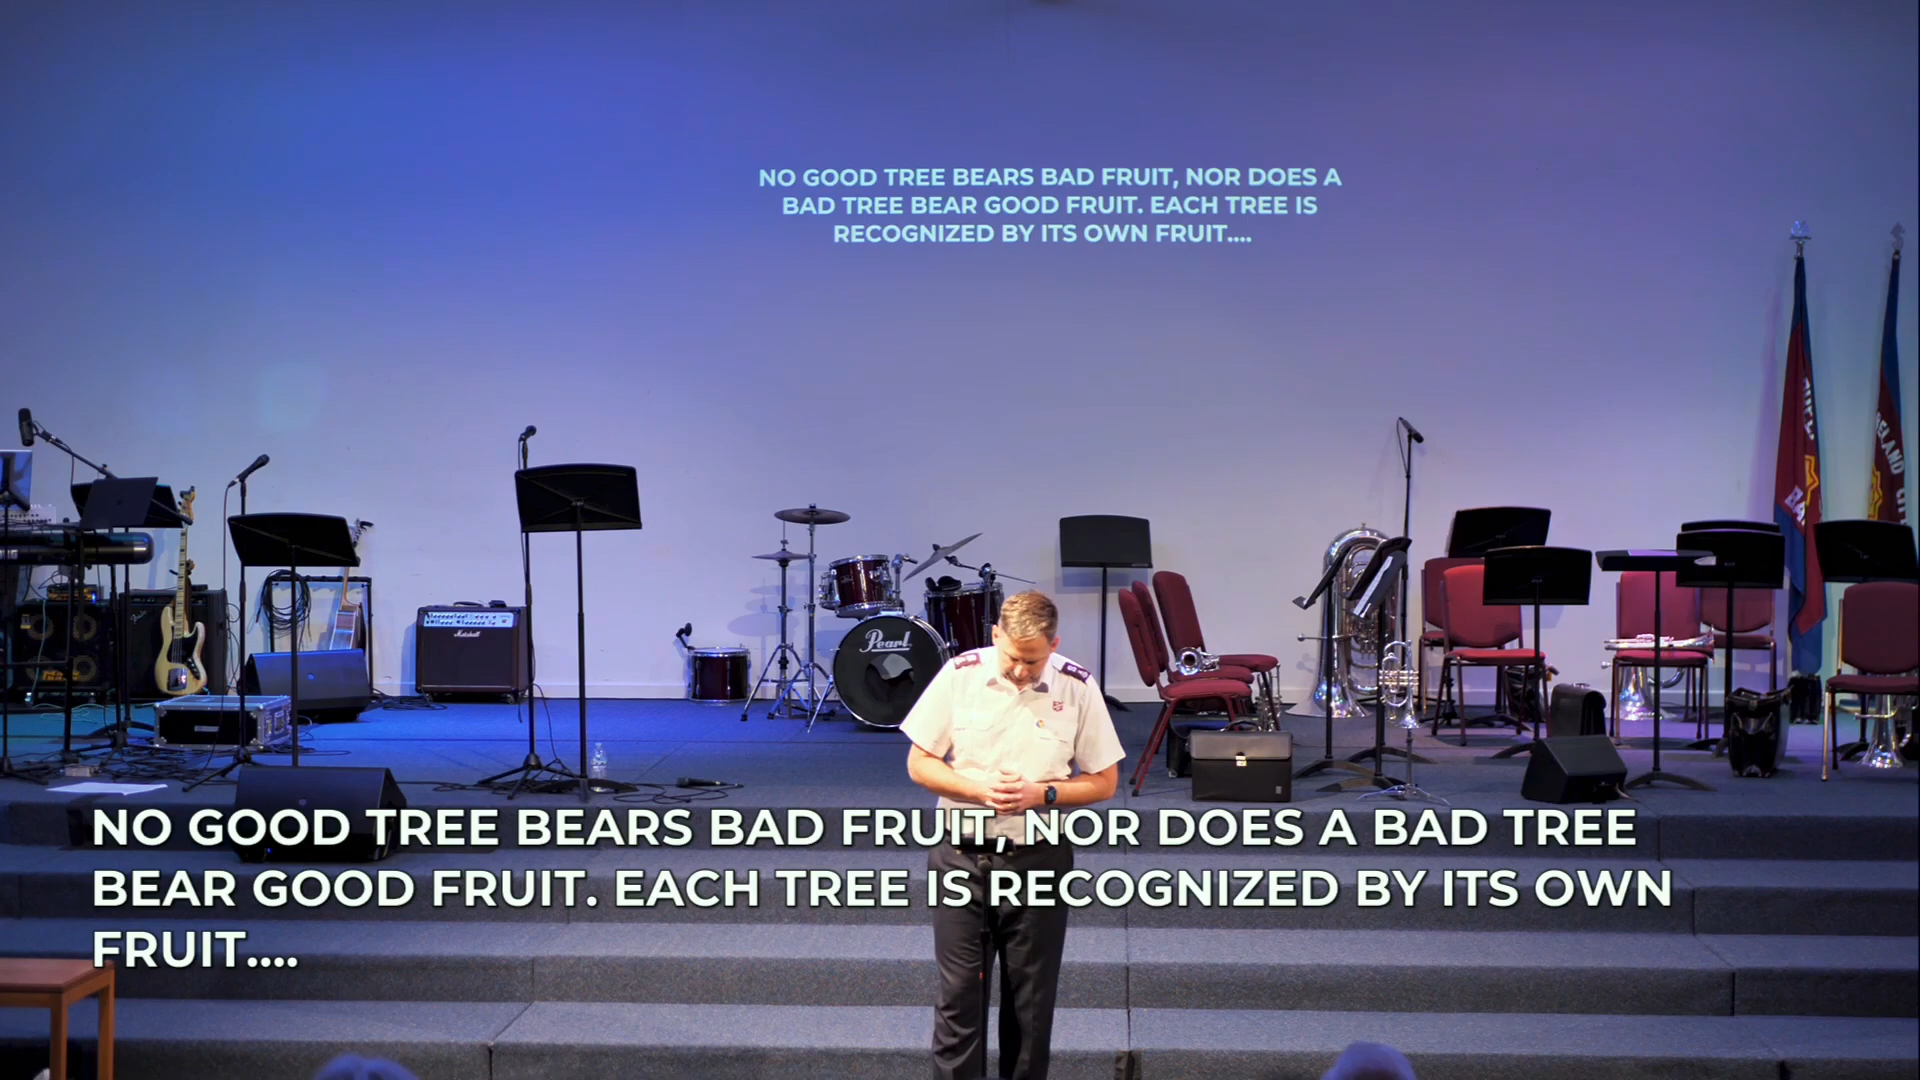 NO GOOD TREE BEARS BAD FRUIT, NOR DOES A
BAD TREE BEAR GOOD FRUIT. EACH TREE IS
RECOGNIZED BY ITS OWN FRUIT....
Pearl
Marshall
NO GOOD TREE BEARS BAD FRUIT, NOR DOES A BAD TREE
BEAR GOOD FRUIT. EACH TREE IS RECOGNIZED BY ITS OWN
FRUIT....